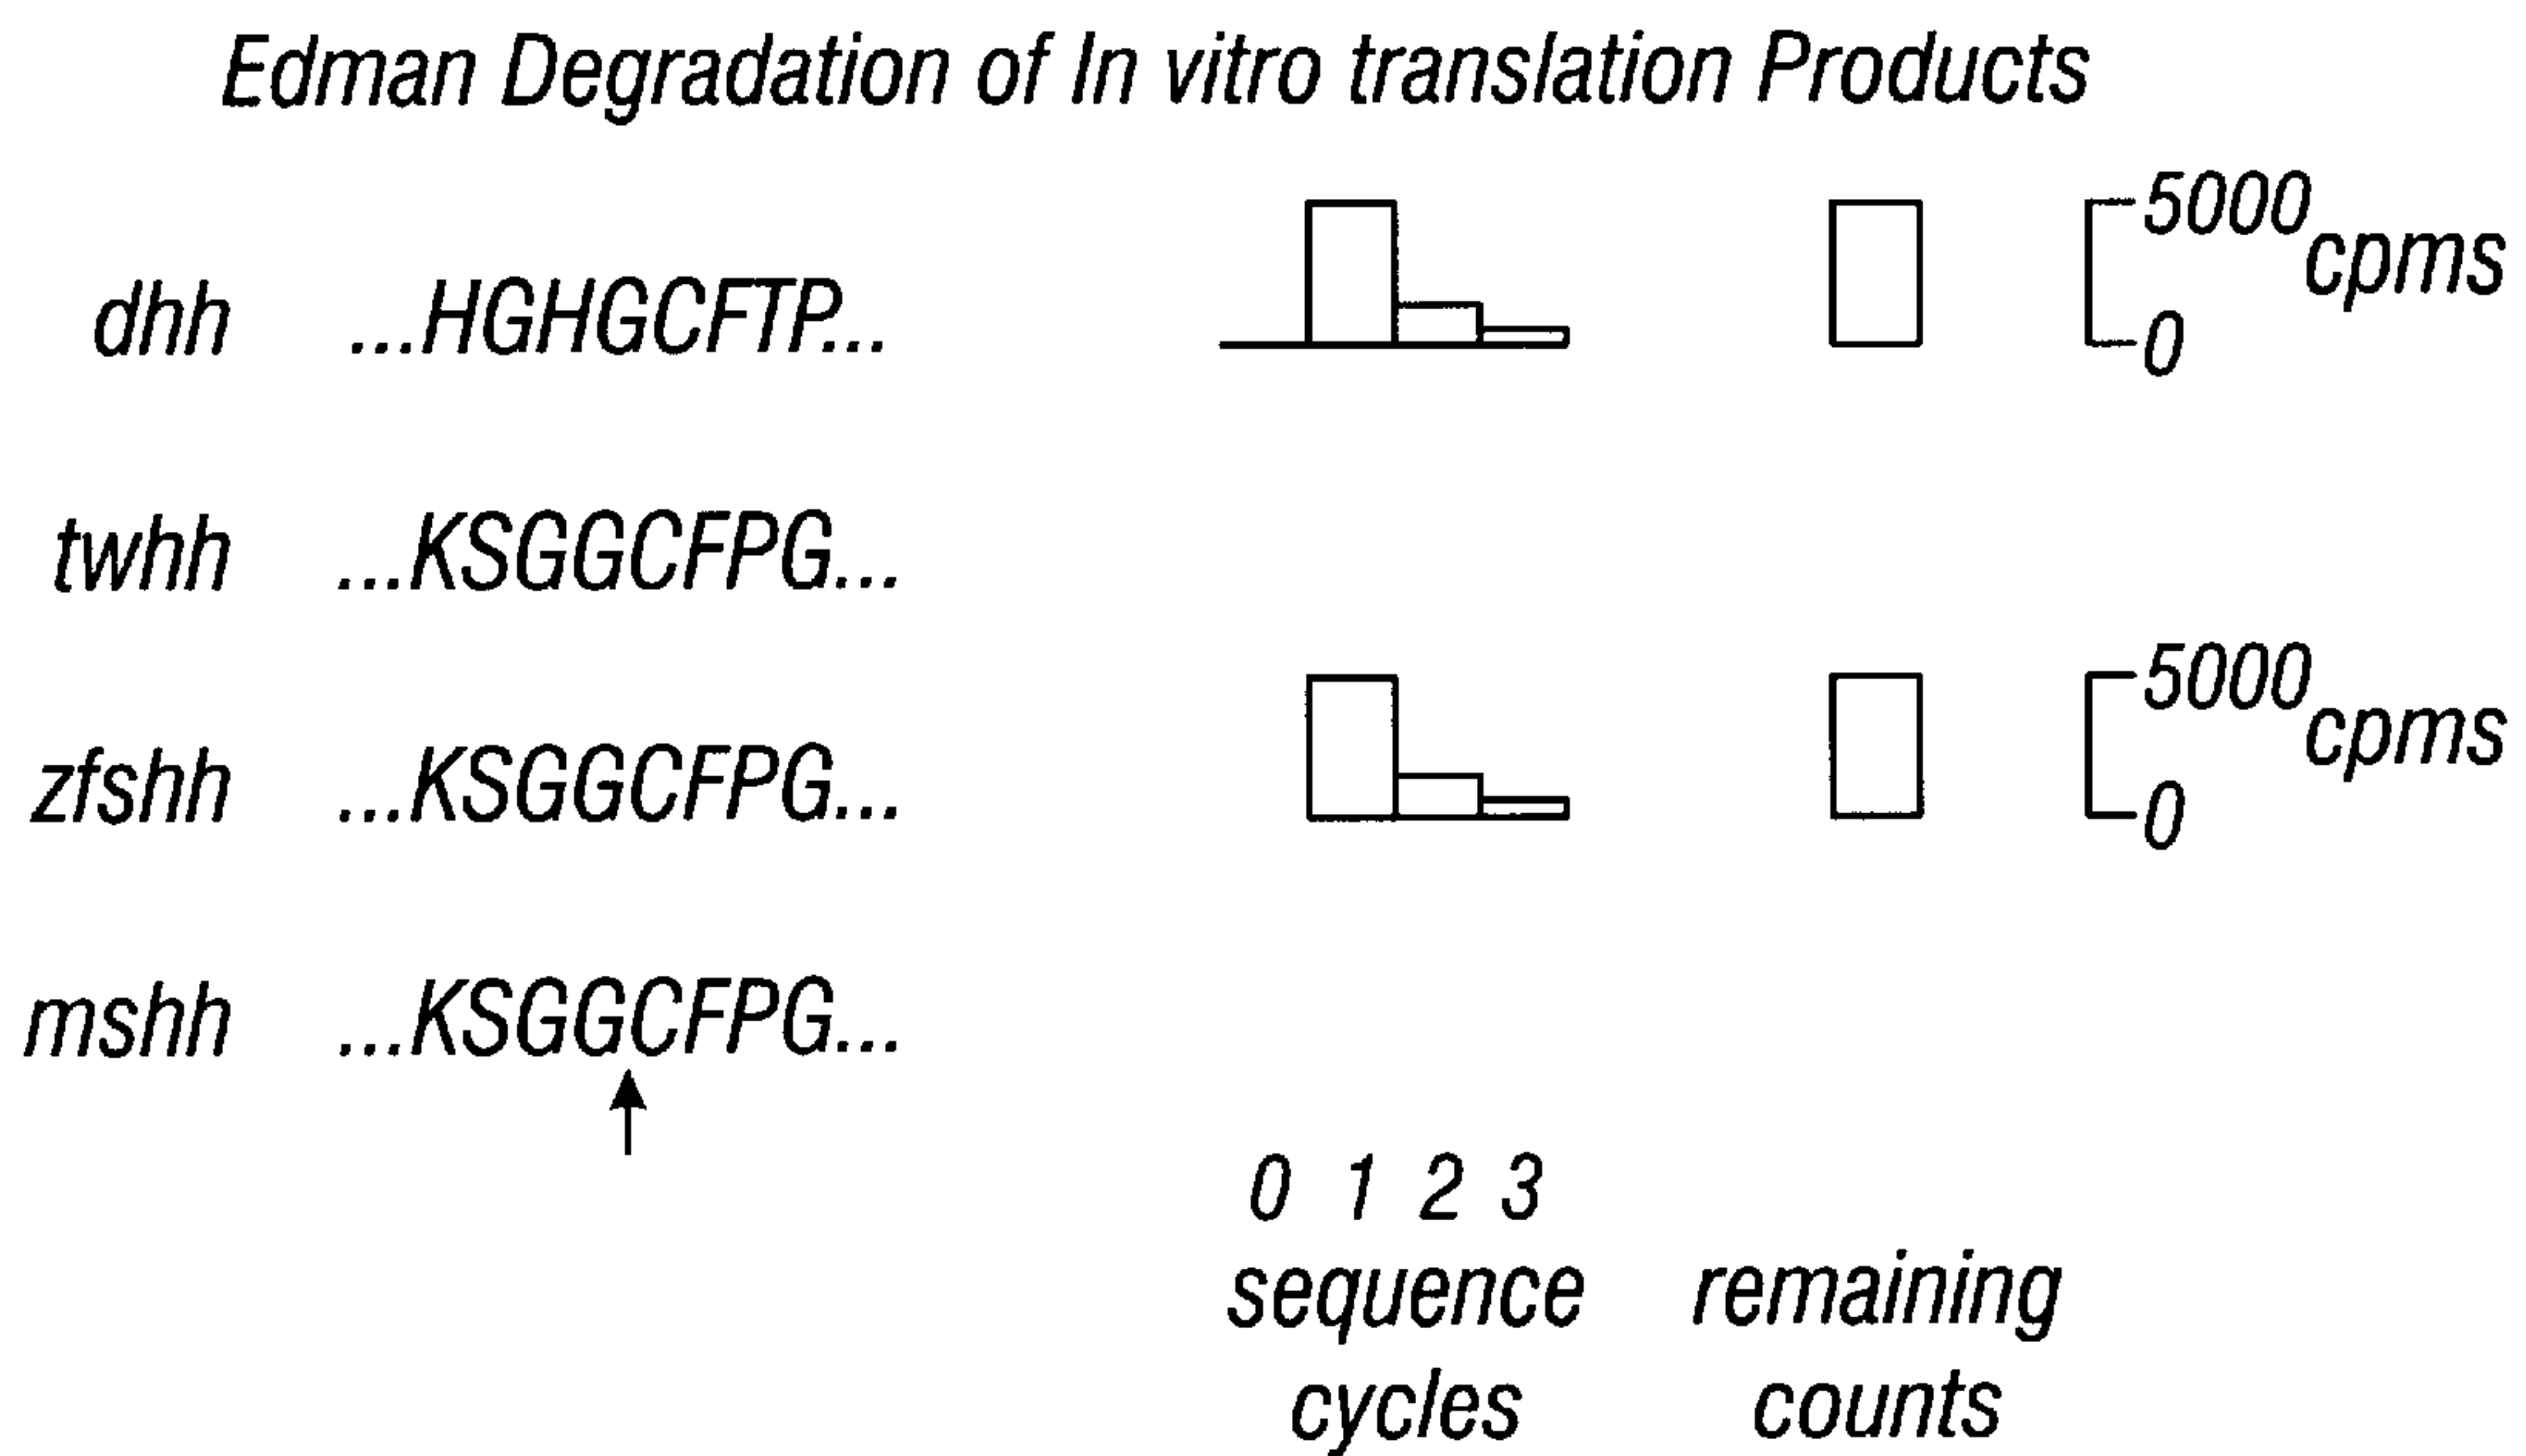 Edman Degradation of In vitro translation Products
dhh ...HGHGCFTP... 5000 cpms
0
twhh ...KSGGCFPG...
zfshh ...KSGGCFPG... 5000 cpms
0
mshh ...KSGGCFPG...
0 1 2 3
sequence remaining
cycles counts